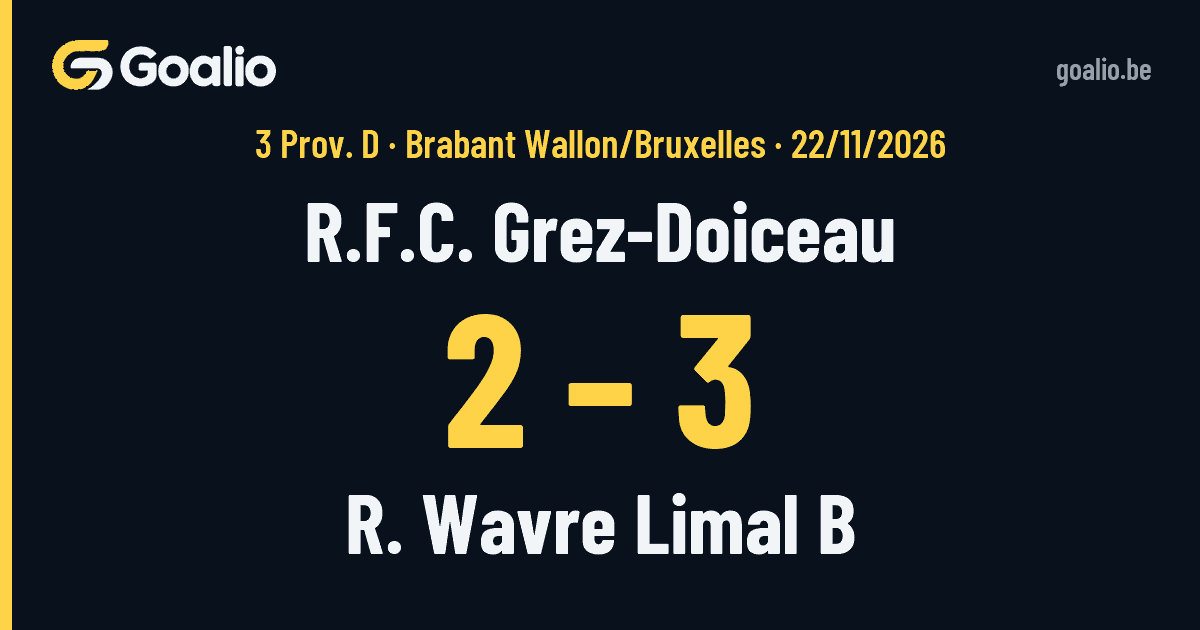 Goalio
goalio.be
3 Prov. D · Brabant Wallon/Bruxelles · 22/11/2026
R.F.C. Grez-Doiceau
2 – 3
R. Wavre Limal B